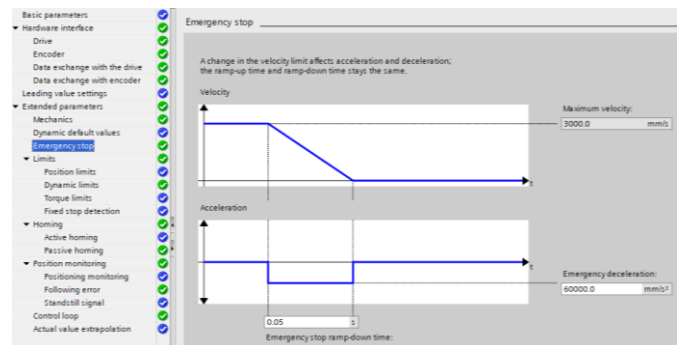 Basic parameters
Hardware interface
Drive
Encoder
Data exchange with the drive
Data exchange with encoder
Leading value settings
Extended parameters
Mechanics
Dynamic default values
Emergency stop
Limits
Position limits
Dynamic limits
Torque limits
Fixed stop detection
Homing
Active homing
Passive homing
Position monitoring
Positioning monitoring
Following error
Standstill signal
Control loop
Actual value extrapolation
Emergency stop
A change in the velocity limit affects acceleration and deceleration;
the ramp-up time and ramp-down time stays the same.
Velocity
Maximum velocity:
3000.0 mm/s
t
Acceleration
t
Emergency deceleration:
60000.0 mm/s²
0.05 s
Emergency stop ramp-down time: